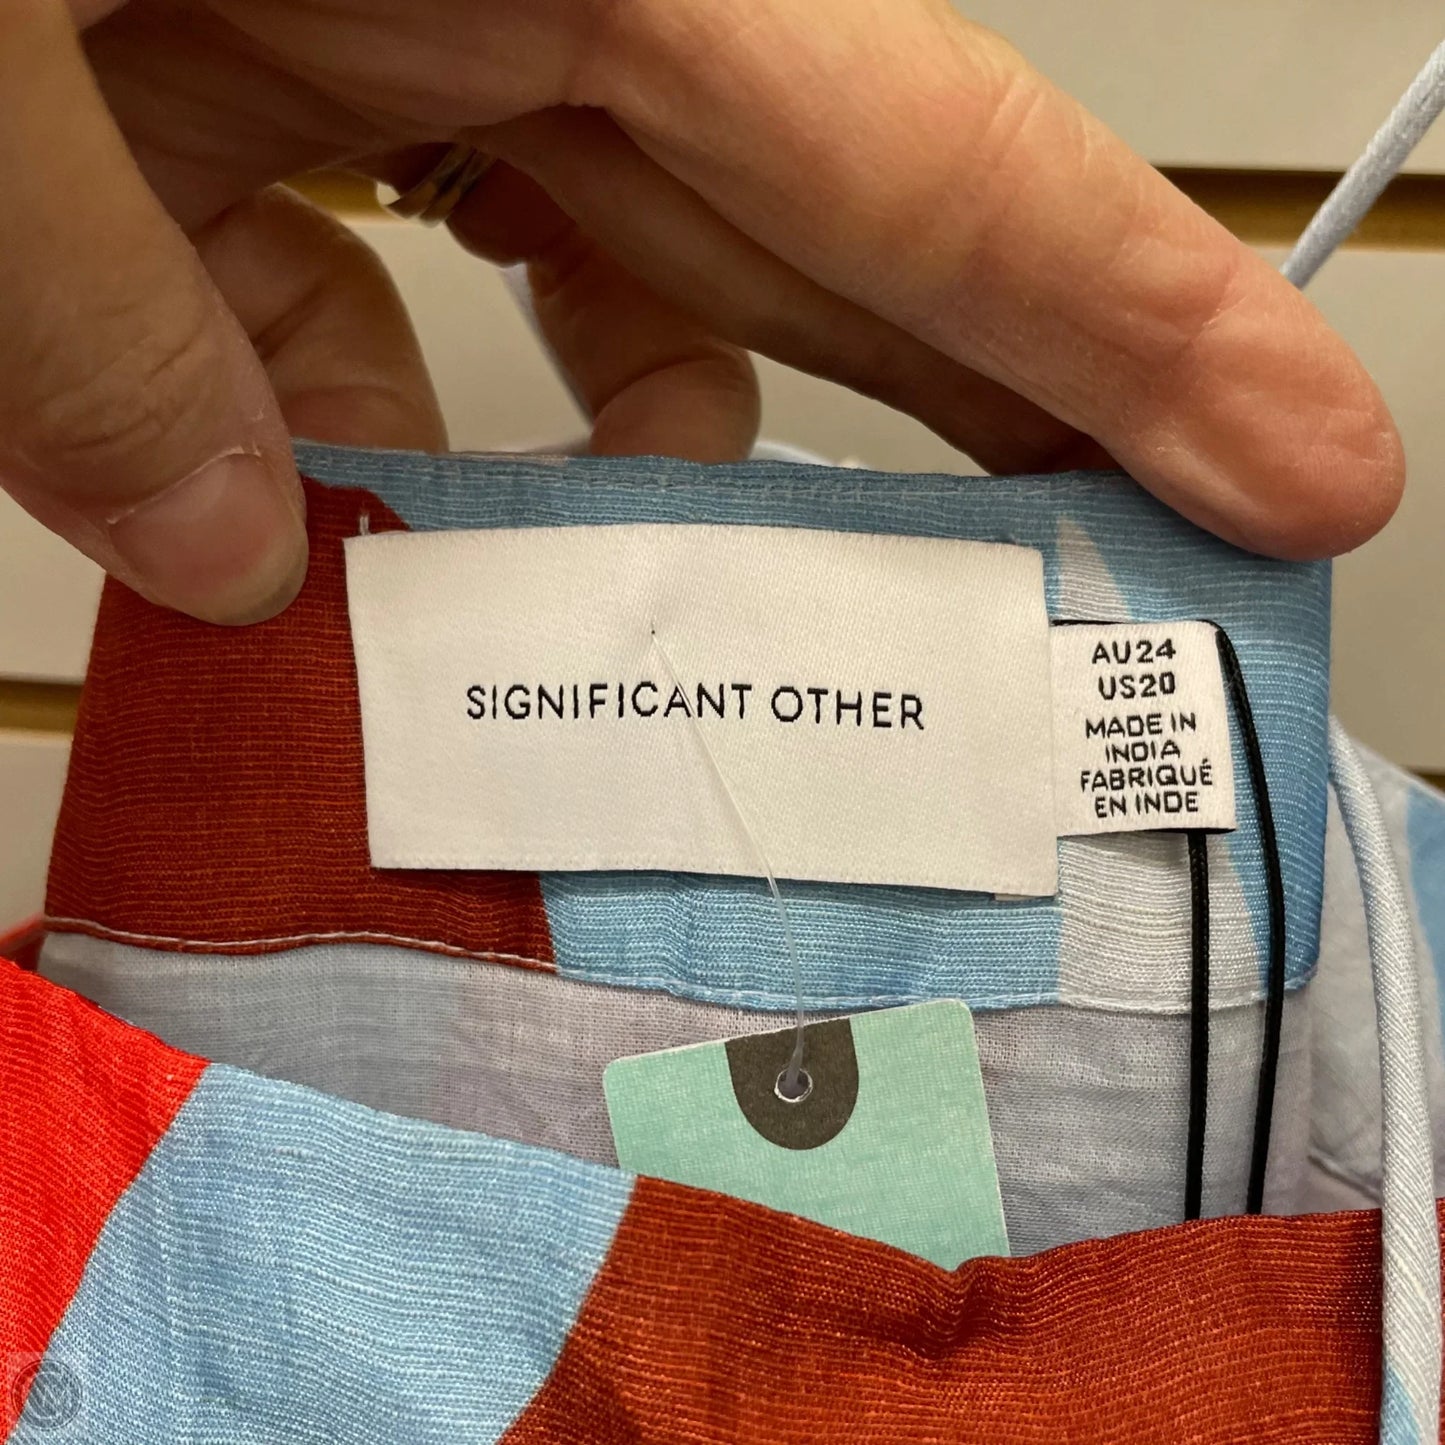 SIGNIFICANT OTHER
AU24
US20
MADE IN
INDIA
FABRIQUÉ
EN INDE